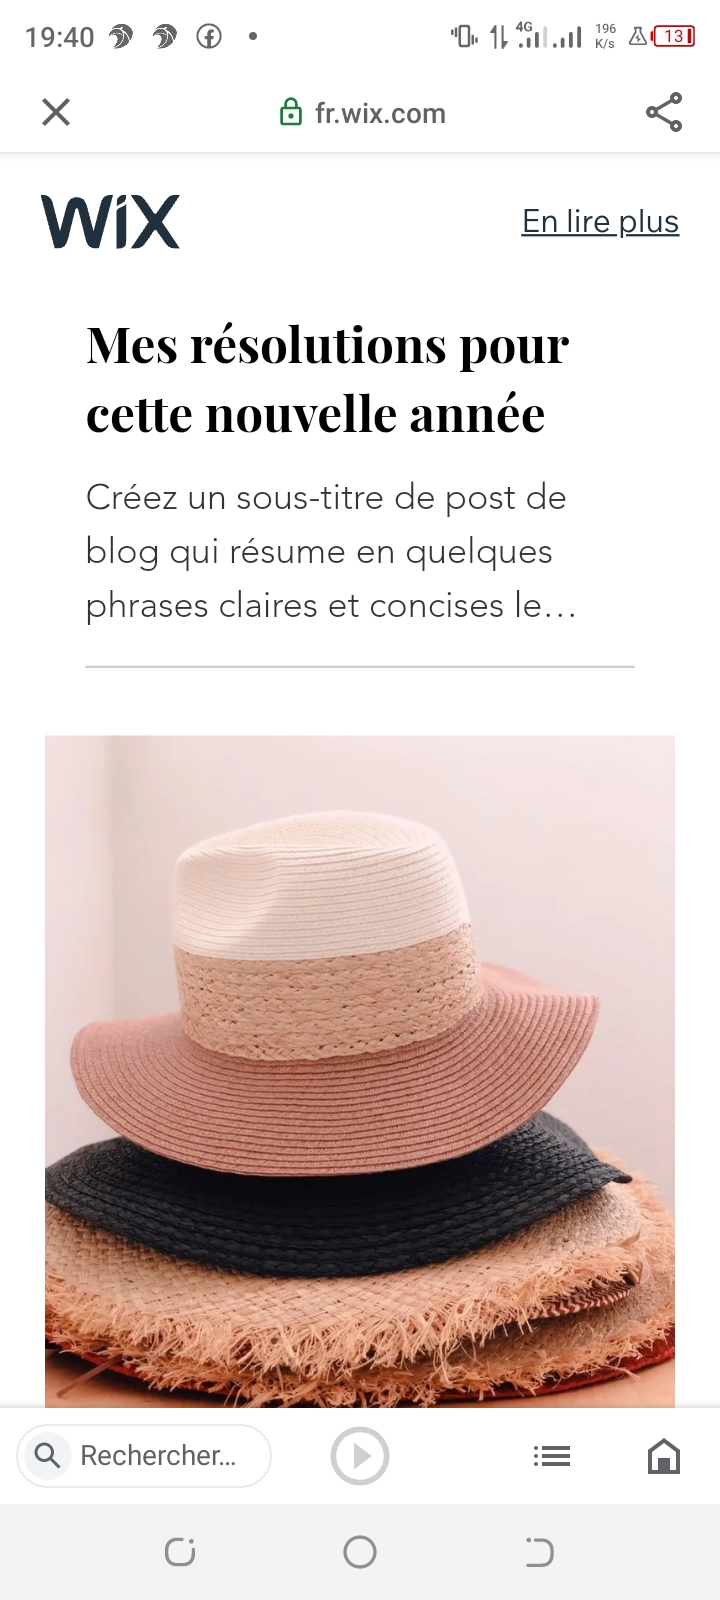 19:40
4G
196
K/s
13
fr.wix.com
WiX
En lire plus
Mes résolutions pour
cette nouvelle année
Créez un sous-titre de post de
blog qui résume en quelques
phrases claires et concises le…
Rechercher...